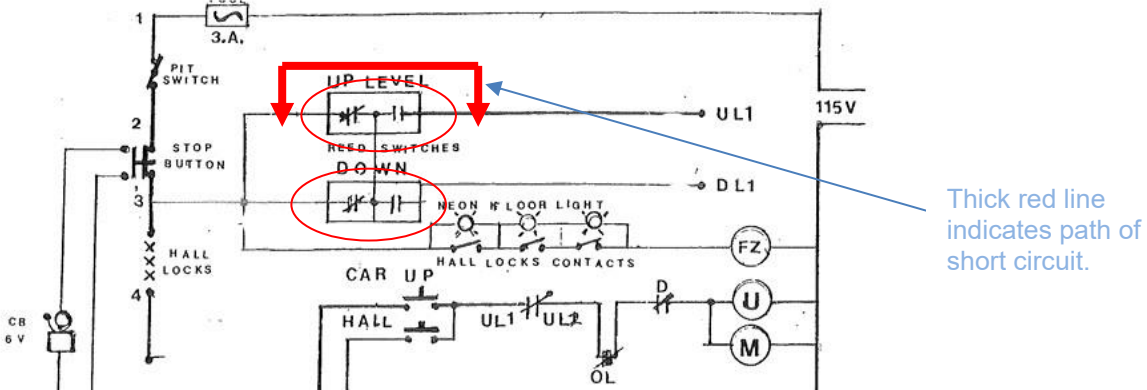 1
3.A.
PIT
SWITCH
UP LEVEL
UL1
115V
2
STOP
BUTTON
REED SWITCHES
DOWN
DL1
3
NEON FLOOR LIGHT
HALL LOCKS CONTACTS
FZ
HALL
LOCKS
4
CAR UP
HALL
UL1
UL2
D
U
M
OL
CB
6 V
Thick red line
indicates path of
short circuit.